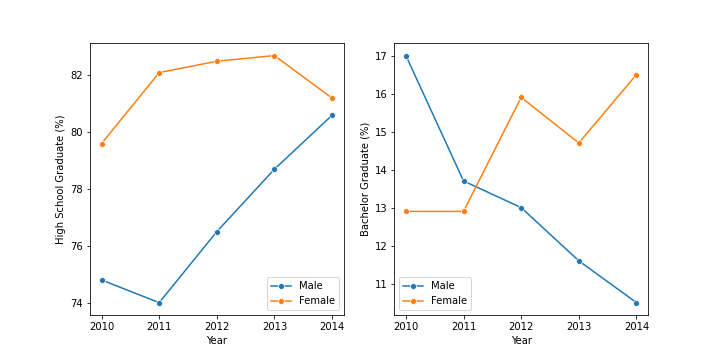 High School Graduate (%)
82
80
78
76
74
2010 2011 2012 2013 2014
Year
Male
Female
Bachelor Graduate (%)
17
16
15
14
13
12
11
2010 2011 2012 2013 2014
Year
Male
Female